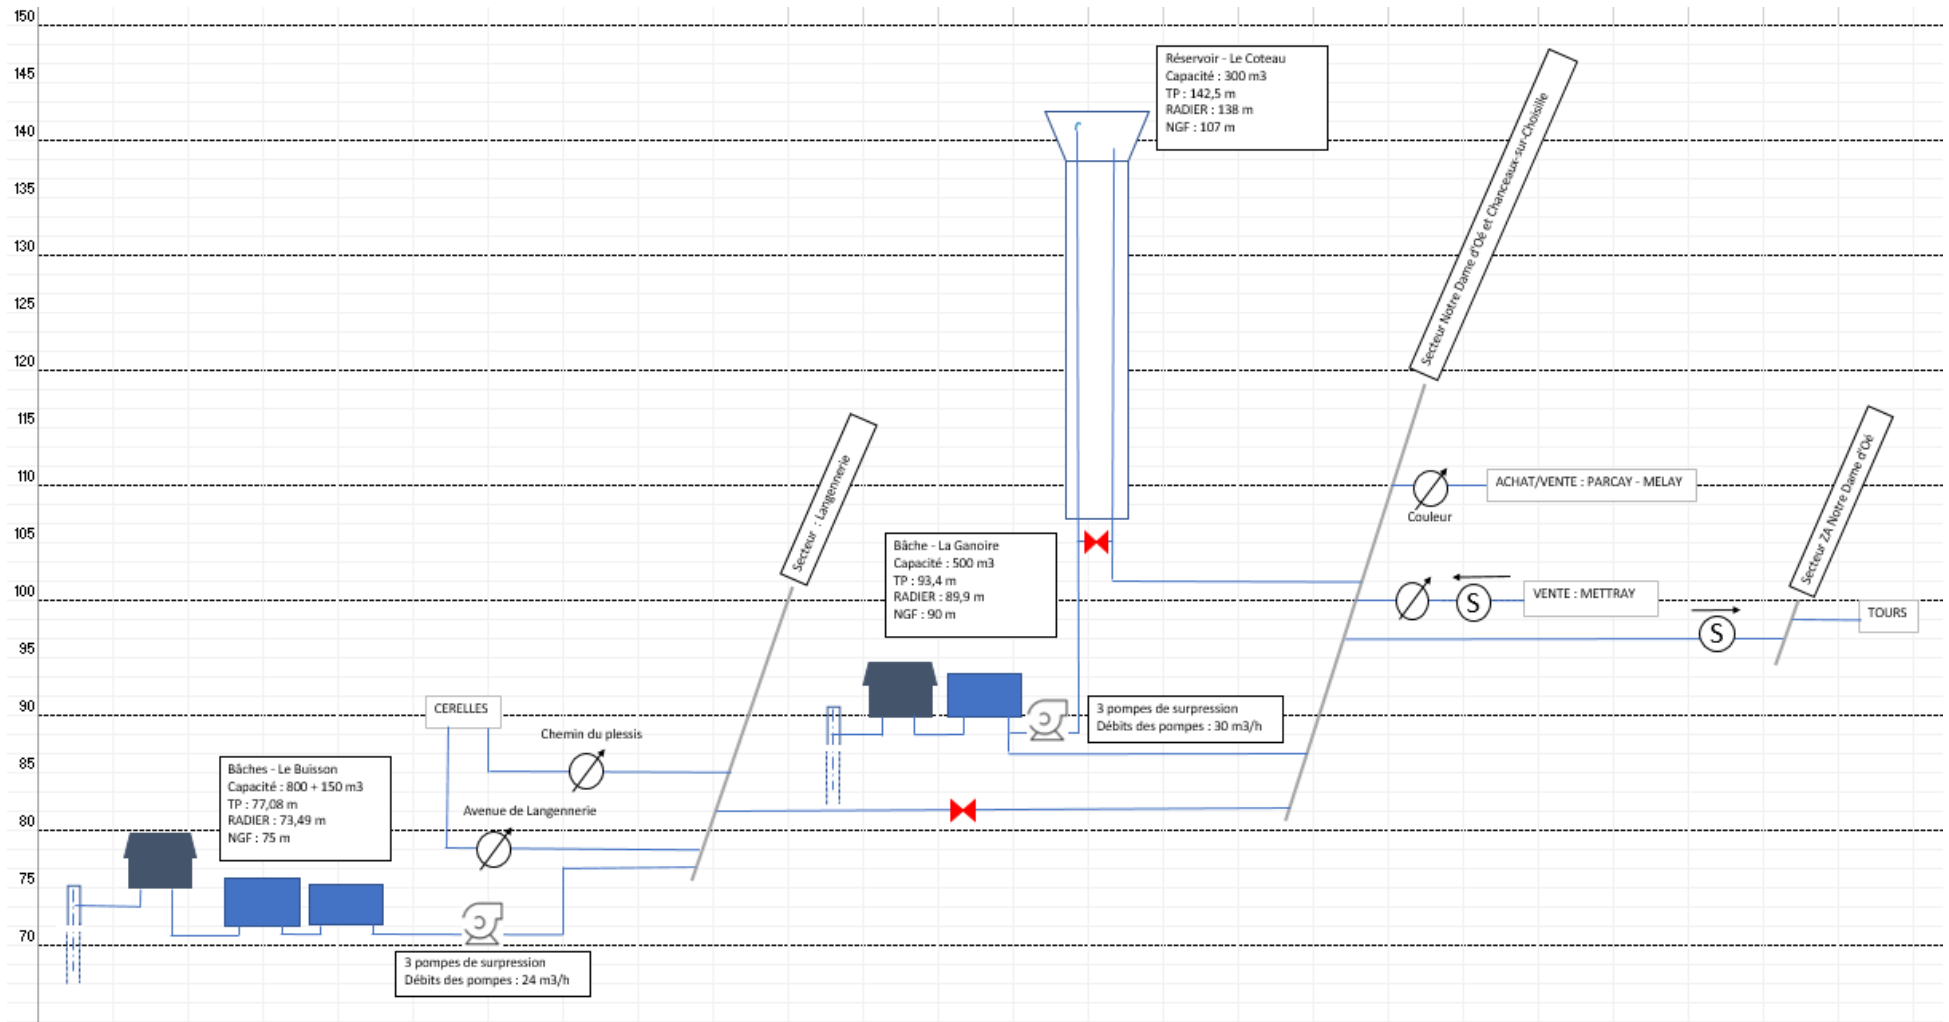 150
145
140
135
130
125
120
115
110
105
100
95
90
85
80
75
70
Réservoir - Le Coteau
Capacité : 300 m3
TP : 142,5 m
RADIER : 138 m
NGF : 107 m
Secteur Notre Dame d'Oé et Chanceaux-sur-Choisille
Secteur : Langennerie
Secteur ZA Notre Dame d'Oé
ACHAT/VENTE : PARCAY - MELAY
Couleur
Bâche - La Ganoire
Capacité : 500 m3
TP : 93,4 m
RADIER : 89,9 m
NGF : 90 m
VENTE : METTRAY
S
TOURS
S
CERELLES
3 pompes de surpression
Débits des pompes : 30 m3/h
Chemin du plessis
Bâches - Le Buisson
Capacité : 800 + 150 m3
TP : 77,08 m
RADIER : 73,49 m
NGF : 75 m
Avenue de Langennerie
3 pompes de surpression
Débits des pompes : 24 m3/h